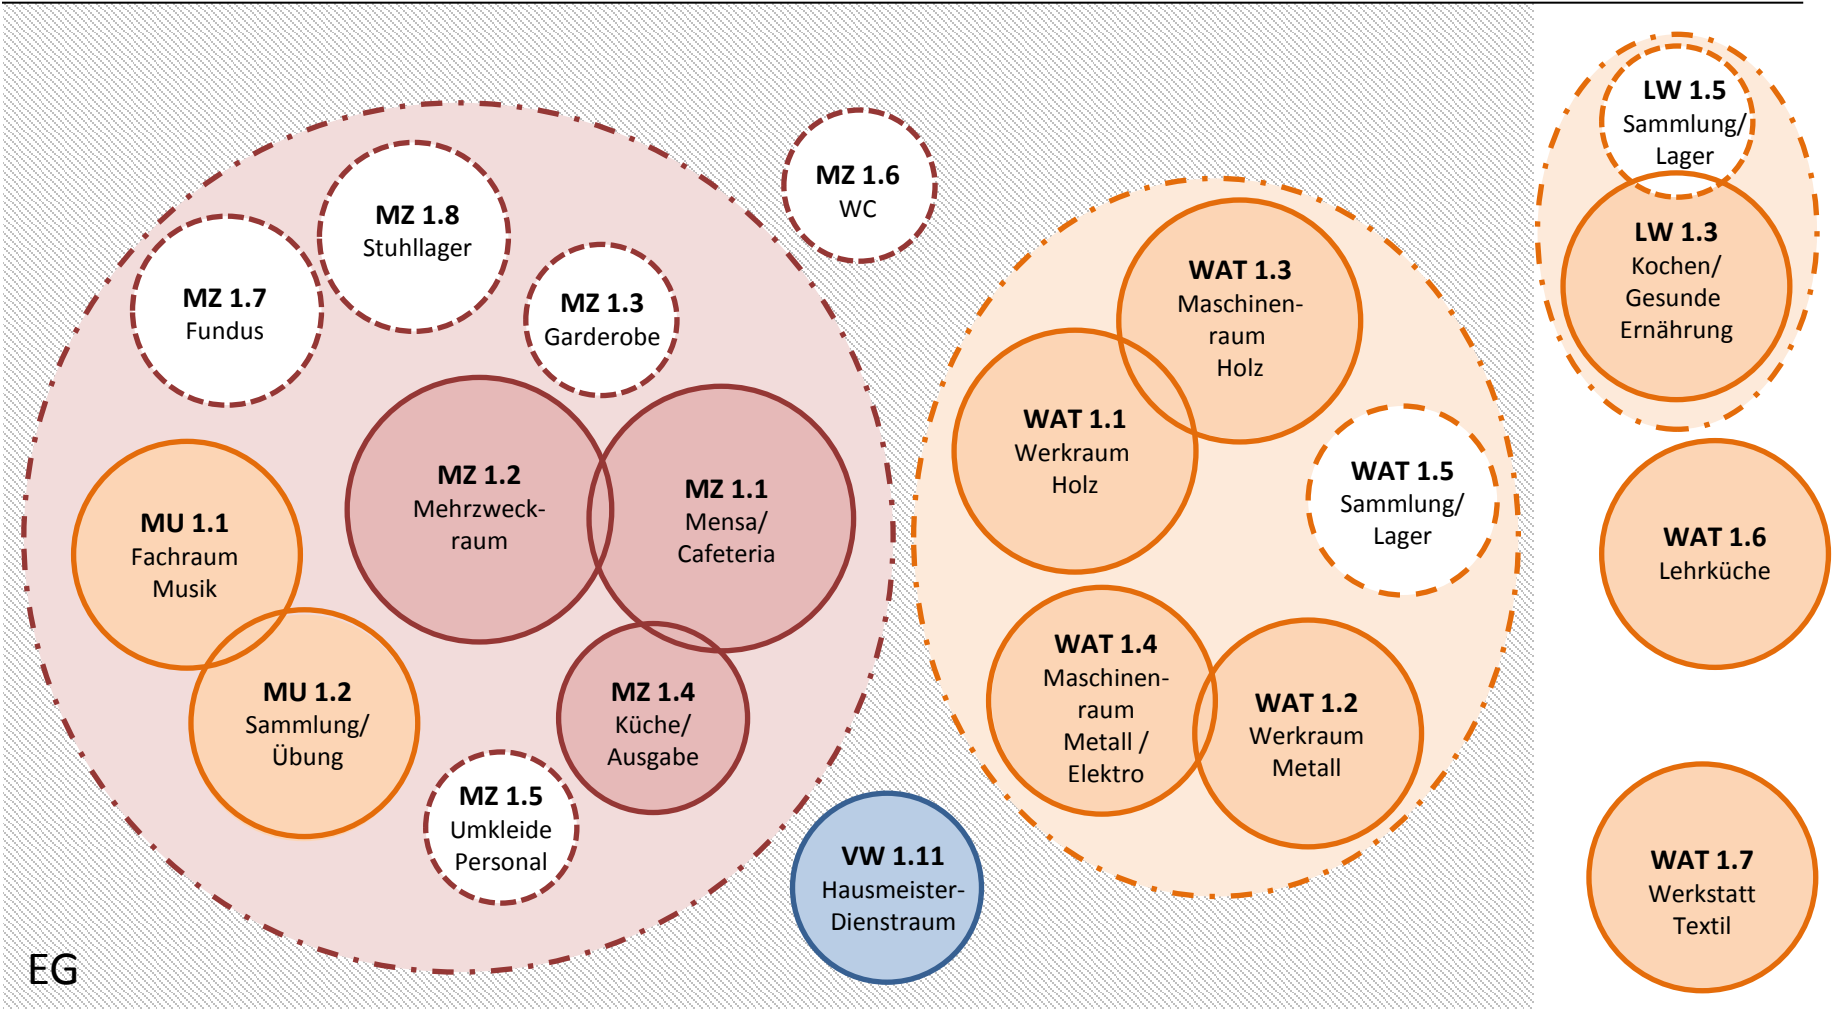 LW 1.5
Sammlung/
Lager
LW 1.3
Kochen/
Gesunde
Ernährung
MZ 1.6
WC
MZ 1.8
Stuhllager
MZ 1.7
Fundus
MZ 1.3
Garderobe
WAT 1.3
Maschinen-
raum
Holz
WAT 1.1
Werkraum
Holz
WAT 1.5
Sammlung/
Lager
MZ 1.2
Mehrzweck-
raum
MZ 1.1
Mensa/
Cafeteria
MU 1.1
Fachraum
Musik
MU 1.2
Sammlung/
Übung
MZ 1.4
Küche/
Ausgabe
MZ 1.5
Umkleide
Personal
WAT 1.4
Maschinen-
raum
Metall /
Elektro
WAT 1.2
Werkraum
Metall
WAT 1.6
Lehrküche
VW 1.11
Hausmeister-
Dienstraum
WAT 1.7
Werkstatt
Textil
EG